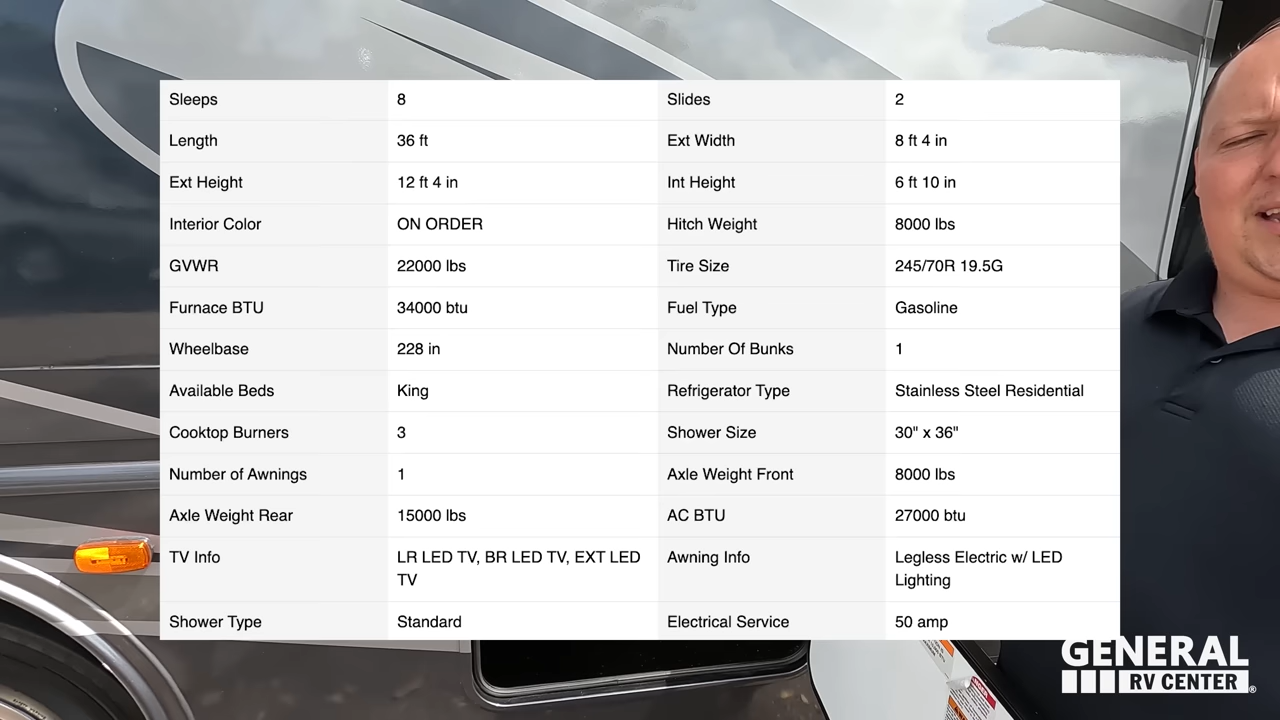 Sleeps 8 Slides 2
Length 36 ft Ext Width 8 ft 4 in
Ext Height 12 ft 4 in Int Height 6 ft 10 in
Interior Color ON ORDER Hitch Weight 8000 lbs
GVWR 22000 lbs Tire Size 245/70R 19.5G
Furnace BTU 34000 btu Fuel Type Gasoline
Wheelbase 228 in Number Of Bunks 1
Available Beds King Refrigerator Type Stainless Steel Residential
Cooktop Burners 3 Shower Size 30" x 36"
Number of Awnings 1 Axle Weight Front 8000 lbs
Axle Weight Rear 15000 lbs AC BTU 27000 btu
TV Info LR LED TV, BR LED TV, EXT LED Awning Info Legless Electric w/ LED
TV Lighting
Shower Type Standard Electrical Service 50 amp
GENERAL
RV CENTER®